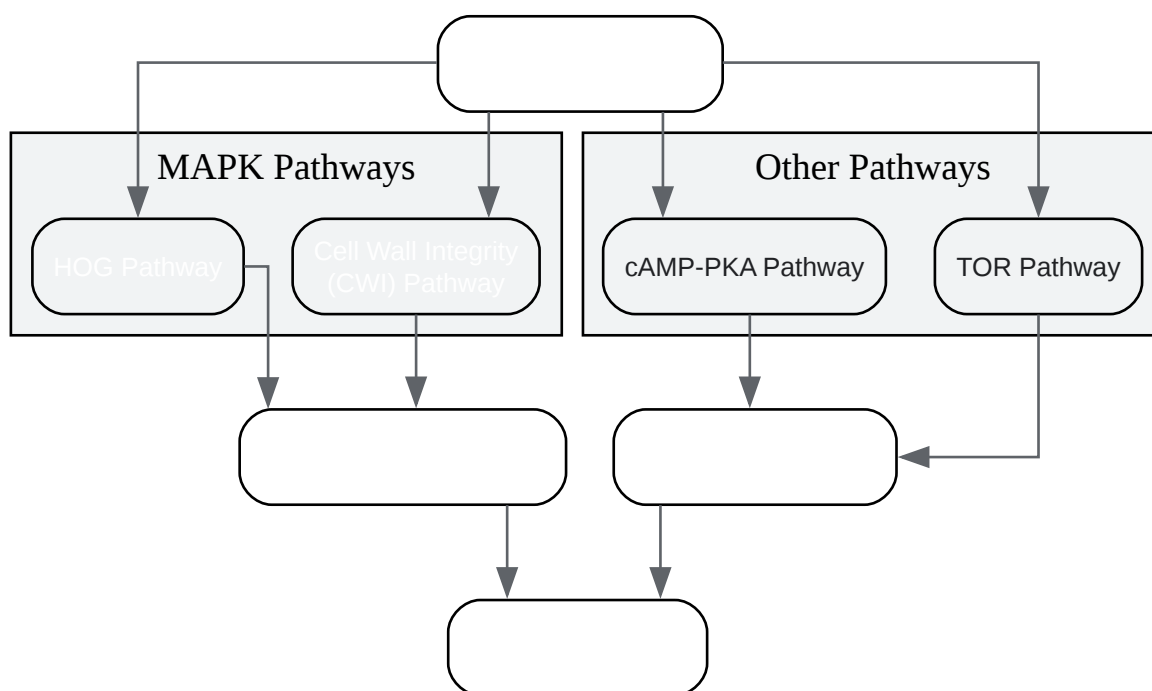 MAPK Pathways
Other Pathways
HOG Pathway
Cell Wall Integrity
(CWI) Pathway
cAMP-PKA Pathway
TOR Pathway